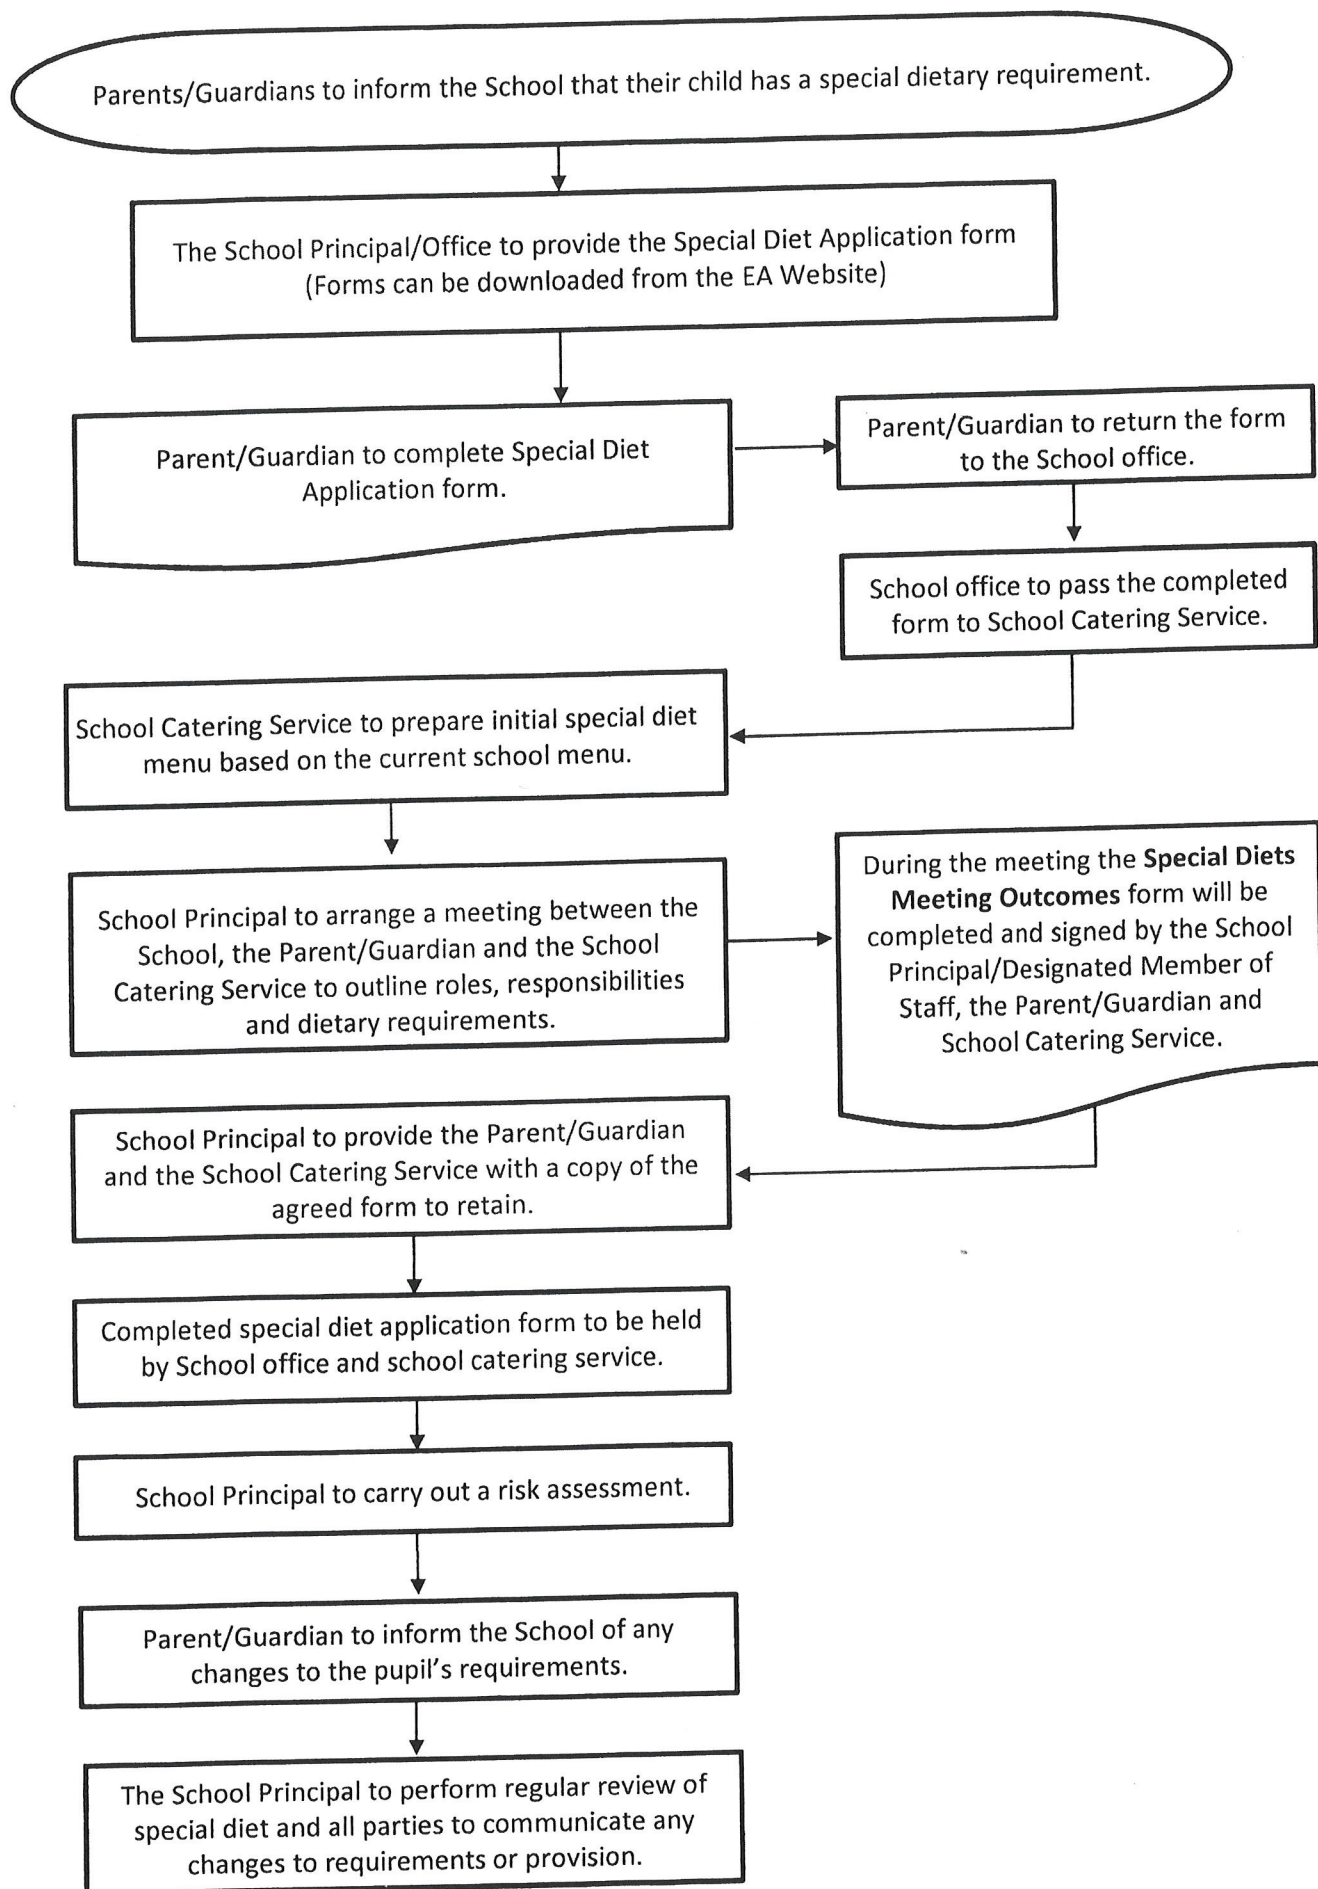 Parents/Guardians to inform the School that their child has a special dietary requirement.
The School Principal/Office to provide the Special Diet Application form
(Forms can be downloaded from the EA Website)
Parent/Guardian to complete Special Diet
Application form.
Parent/Guardian to return the form
to the School office.
School office to pass the completed
form to School Catering Service.
School Catering Service to prepare initial special diet
menu based on the current school menu.
School Principal to arrange a meeting between the
School, the Parent/Guardian and the School
Catering Service to outline roles, responsibilities
and dietary requirements.
During the meeting the Special Diets
Meeting Outcomes form will be
completed and signed by the School
Principal/Designated Member of
Staff, the Parent/Guardian and
School Catering Service.
School Principal to provide the Parent/Guardian
and the School Catering Service with a copy of the
agreed form to retain.
Completed special diet application form to be held
by School office and school catering service.
School Principal to carry out a risk assessment.
Parent/Guardian to inform the School of any
changes to the pupil's requirements.
The School Principal to perform regular review of
special diet and all parties to communicate any
changes to requirements or provision.